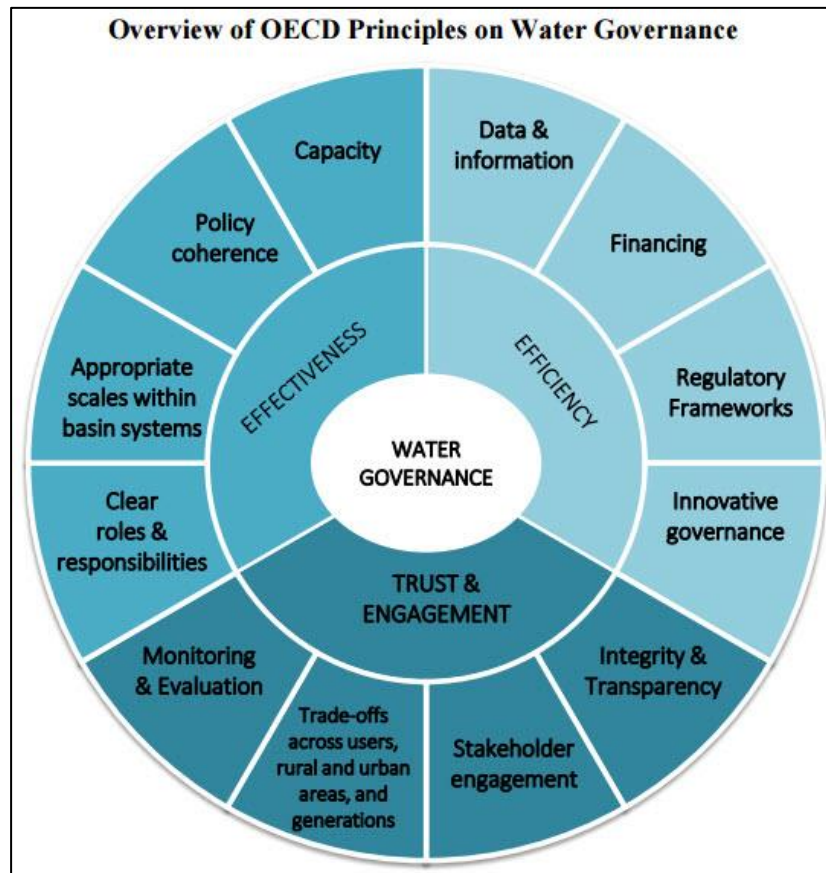 Overview of OECD Principles on Water Governance
Capacity
Data &
information
Policy
coherence
Financing
Appropriate
scales within
basin systems
EFFECTIVENESS
EFFICIENCY
Regulatory
Frameworks
WATER
GOVERNANCE
Clear
roles &
responsibilities
Innovative
governance
TRUST &
ENGAGEMENT
Monitoring
& Evaluation
Integrity &
Transparency
Trade-offs
across users,
rural and urban
areas, and
generations
Stakeholder
engagement